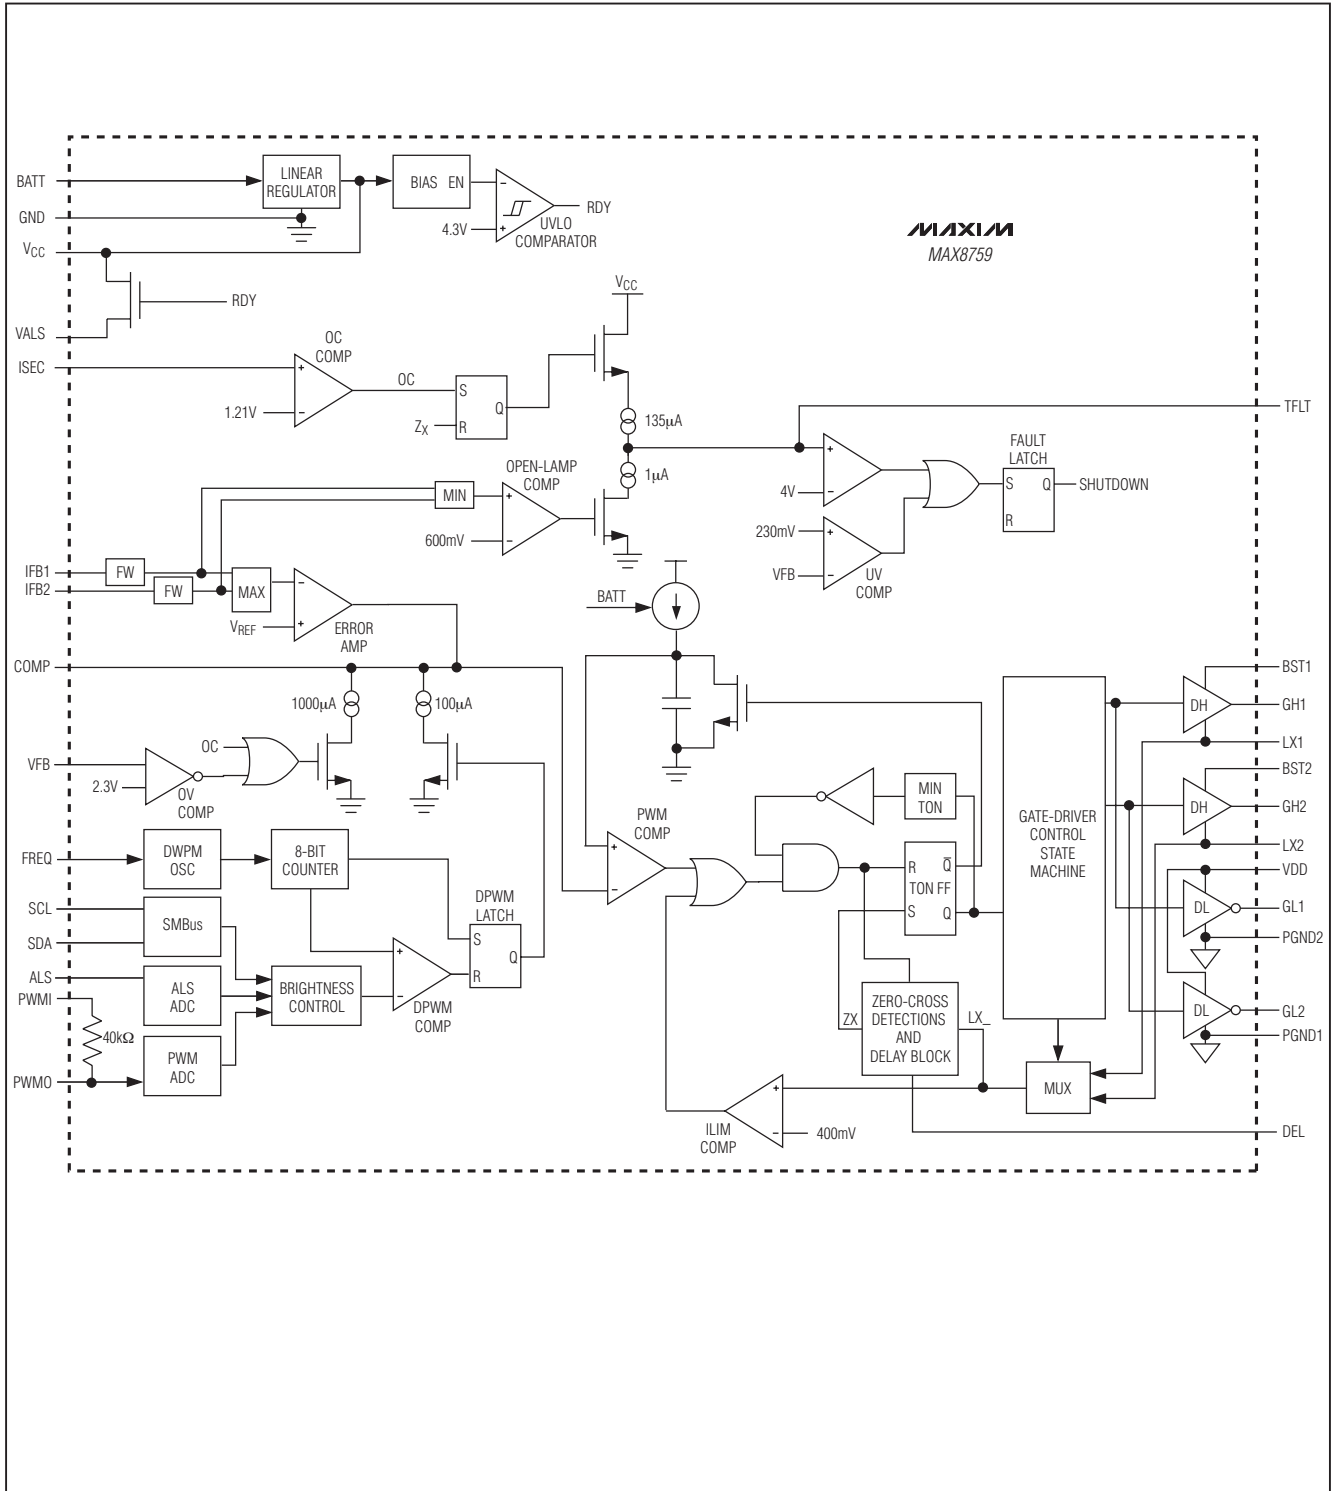 BATT
LINEAR
REGULATOR
BIAS EN
−
+
RDY
4.3V
UVLO
COMPARATOR
GND
VCC
MAXIM
MAX8759
RDY
VALS
VCC
ISEC
OC
COMP
+
−
1.21V
OC
S
Q
R
ZX
135µA
1µA
TFLT
OPEN-LAMP
COMP
MIN
+
−
600mV
+
4V
−
FAULT
LATCH
S
Q
SHUTDOWN
R
230mV
+
VFB
−
UV
COMP
IFB1
FW
IFB2
FW
MAX
−
VREF
+
ERROR
AMP
BATT
COMP
1000µA
100µA
BST1
DH
GH1
LX1
VFB
2.3V
OV
COMP
OC
BST2
DH
GH2
LX2
MIN
TON
GATE-DRIVER
CONTROL
STATE
MACHINE
PWM
COMP
+
−
R
Q
TON FF
S
Q
VDD
DL
GL1
PGND2
FREQ
DWPM
OSC
8-BIT
COUNTER
SCL
SDA
SMBus
DPWM
LATCH
S
Q
R
ALS
ALS
ADC
BRIGHTNESS
CONTROL
+
−
DPWM
COMP
PWMI
40kΩ
PWM
ADC
PWMO
ZX
ZERO-CROSS
DETECTIONS
AND
DELAY BLOCK
LX_
DL
GL2
PGND1
MUX
ILIM
COMP
+
−
400mV
DEL